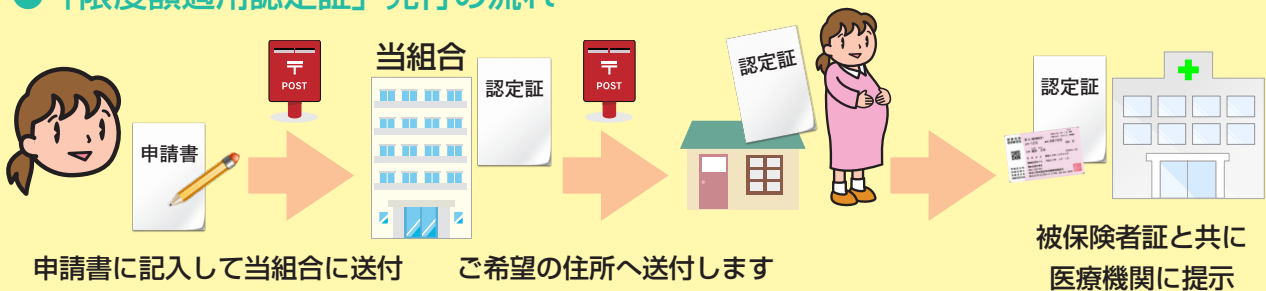 「限度額適用認定証」発行の流れ
申請書
〒
POST
当組合
認定証
〒
POST
認定証
認定証
申請書に記入して当組合に送付
ご希望の住所へ送付します
被保険者証と共に
医療機関に提示